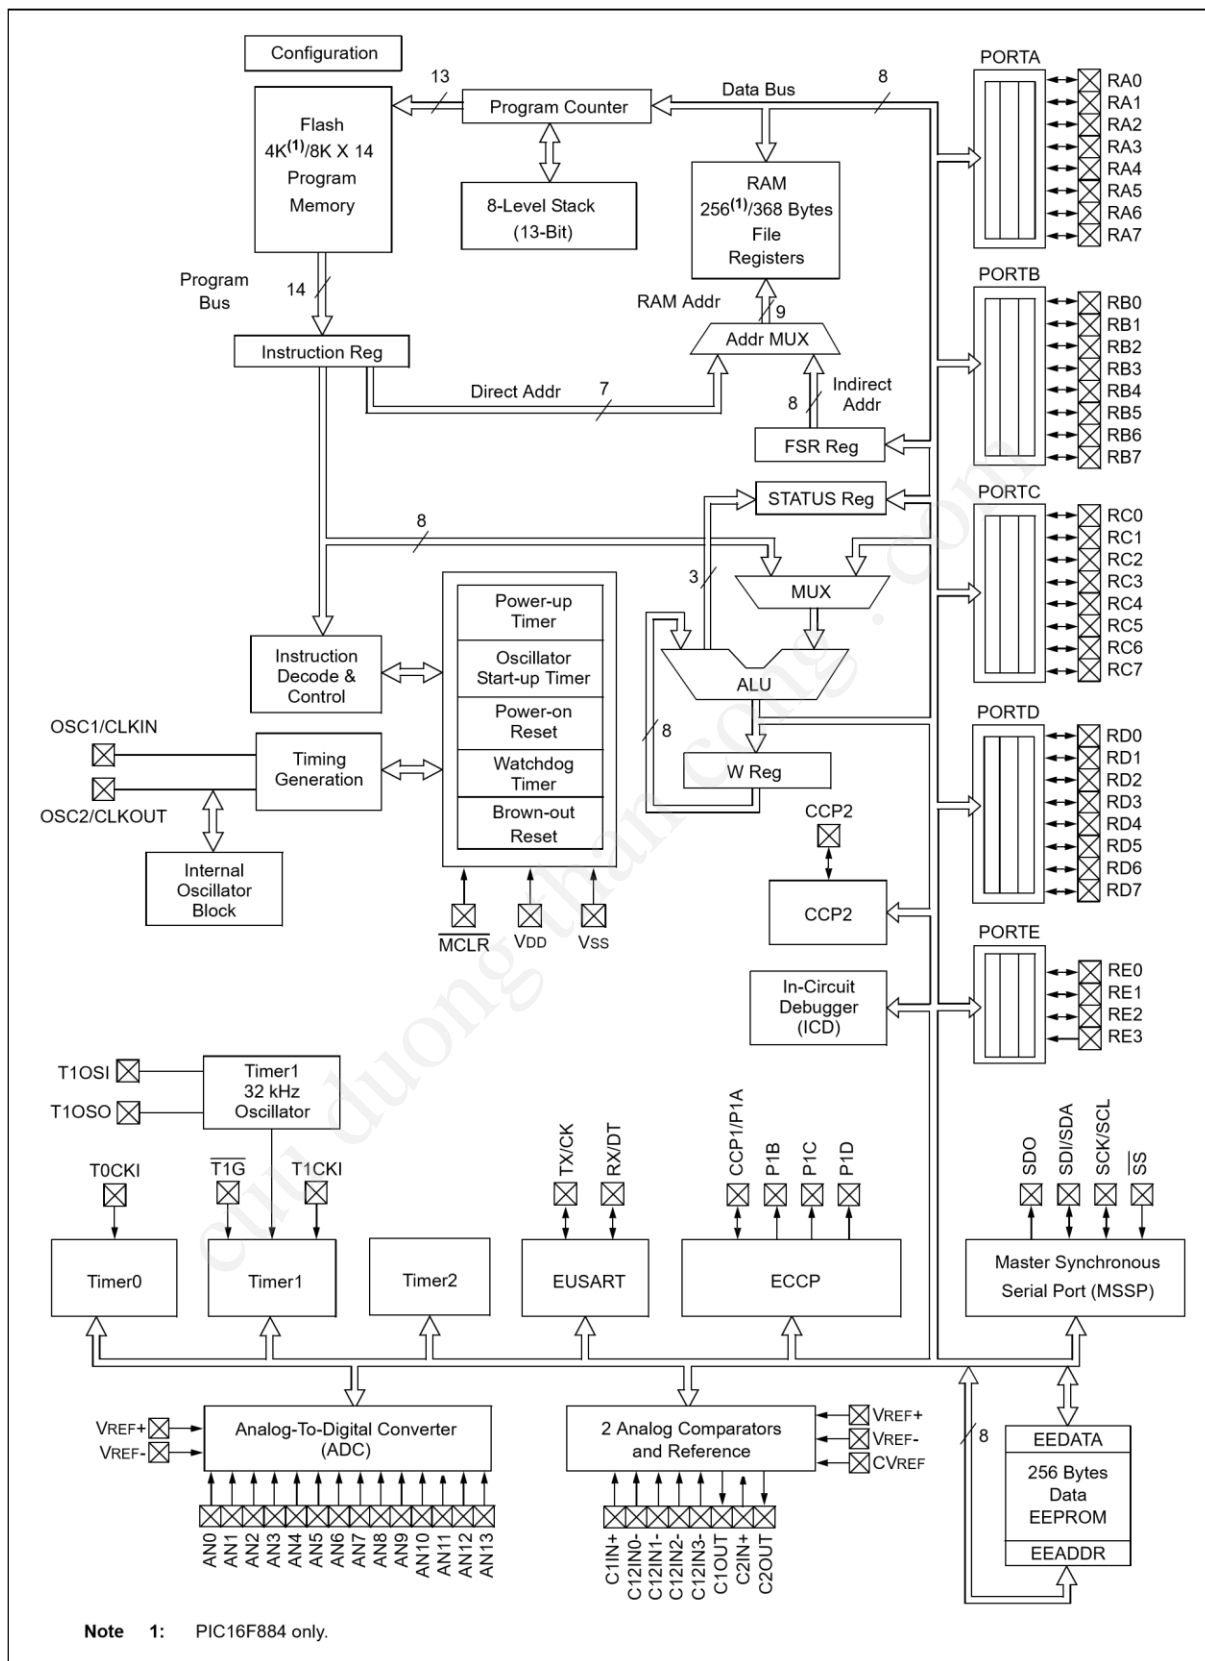 Configuration
Flash
4K(1)/8K X 14
Program
Memory
13
Program Counter
8-Level Stack
(13-Bit)
Data Bus
8
RAM
256(1)/368 Bytes
File
Registers
Program
Bus
14
RAM Addr
9
Addr MUX
Instruction Reg
Direct Addr
7
8
Indirect
Addr
FSR Reg
STATUS Reg
8
3
MUX
ALU
8
W Reg
Power-up
Timer
Oscillator
Start-up Timer
Power-on
Reset
Watchdog
Timer
Brown-out
Reset
Instruction
Decode &
Control
OSC1/CLKIN
OSC2/CLKOUT
Timing
Generation
Internal
Oscillator
Block
MCLR
VDD
VSS
CCP2
CCP2
In-Circuit
Debugger
(ICD)
PORTA
RA0
RA1
RA2
RA3
RA4
RA5
RA6
RA7
PORTB
RB0
RB1
RB2
RB3
RB4
RB5
RB6
RB7
PORTC
RC0
RC1
RC2
RC3
RC4
RC5
RC6
RC7
PORTD
RD0
RD1
RD2
RD3
RD4
RD5
RD6
RD7
PORTE
RE0
RE1
RE2
RE3
T1OSI
T1OSO
Timer1
32 kHz
Oscillator
T0CKI
T1G
T1CKI
TX/CK
RX/DT
CCP1/P1A
P1B
P1C
P1D
SDO
SDI/SDA
SCK/SCL
SS
Timer0
Timer1
Timer2
EUSART
ECCP
Master Synchronous
Serial Port (MSSP)
VREF+
VREF-
Analog-To-Digital Converter
(ADC)
AN0
AN1
AN2
AN3
AN4
AN5
AN6
AN7
AN8
AN9
AN10
AN11
AN12
AN13
2 Analog Comparators
and Reference
VREF+
VREF-
CVREF
C1IN+
C12IN0-
C12IN1-
C12IN2-
C12IN3-
C1OUT
C2IN+
C2OUT
8
EEDATA
256 Bytes
Data
EEPROM
EEADDR
Note 1: PIC16F884 only.
cuu duong than cong . com